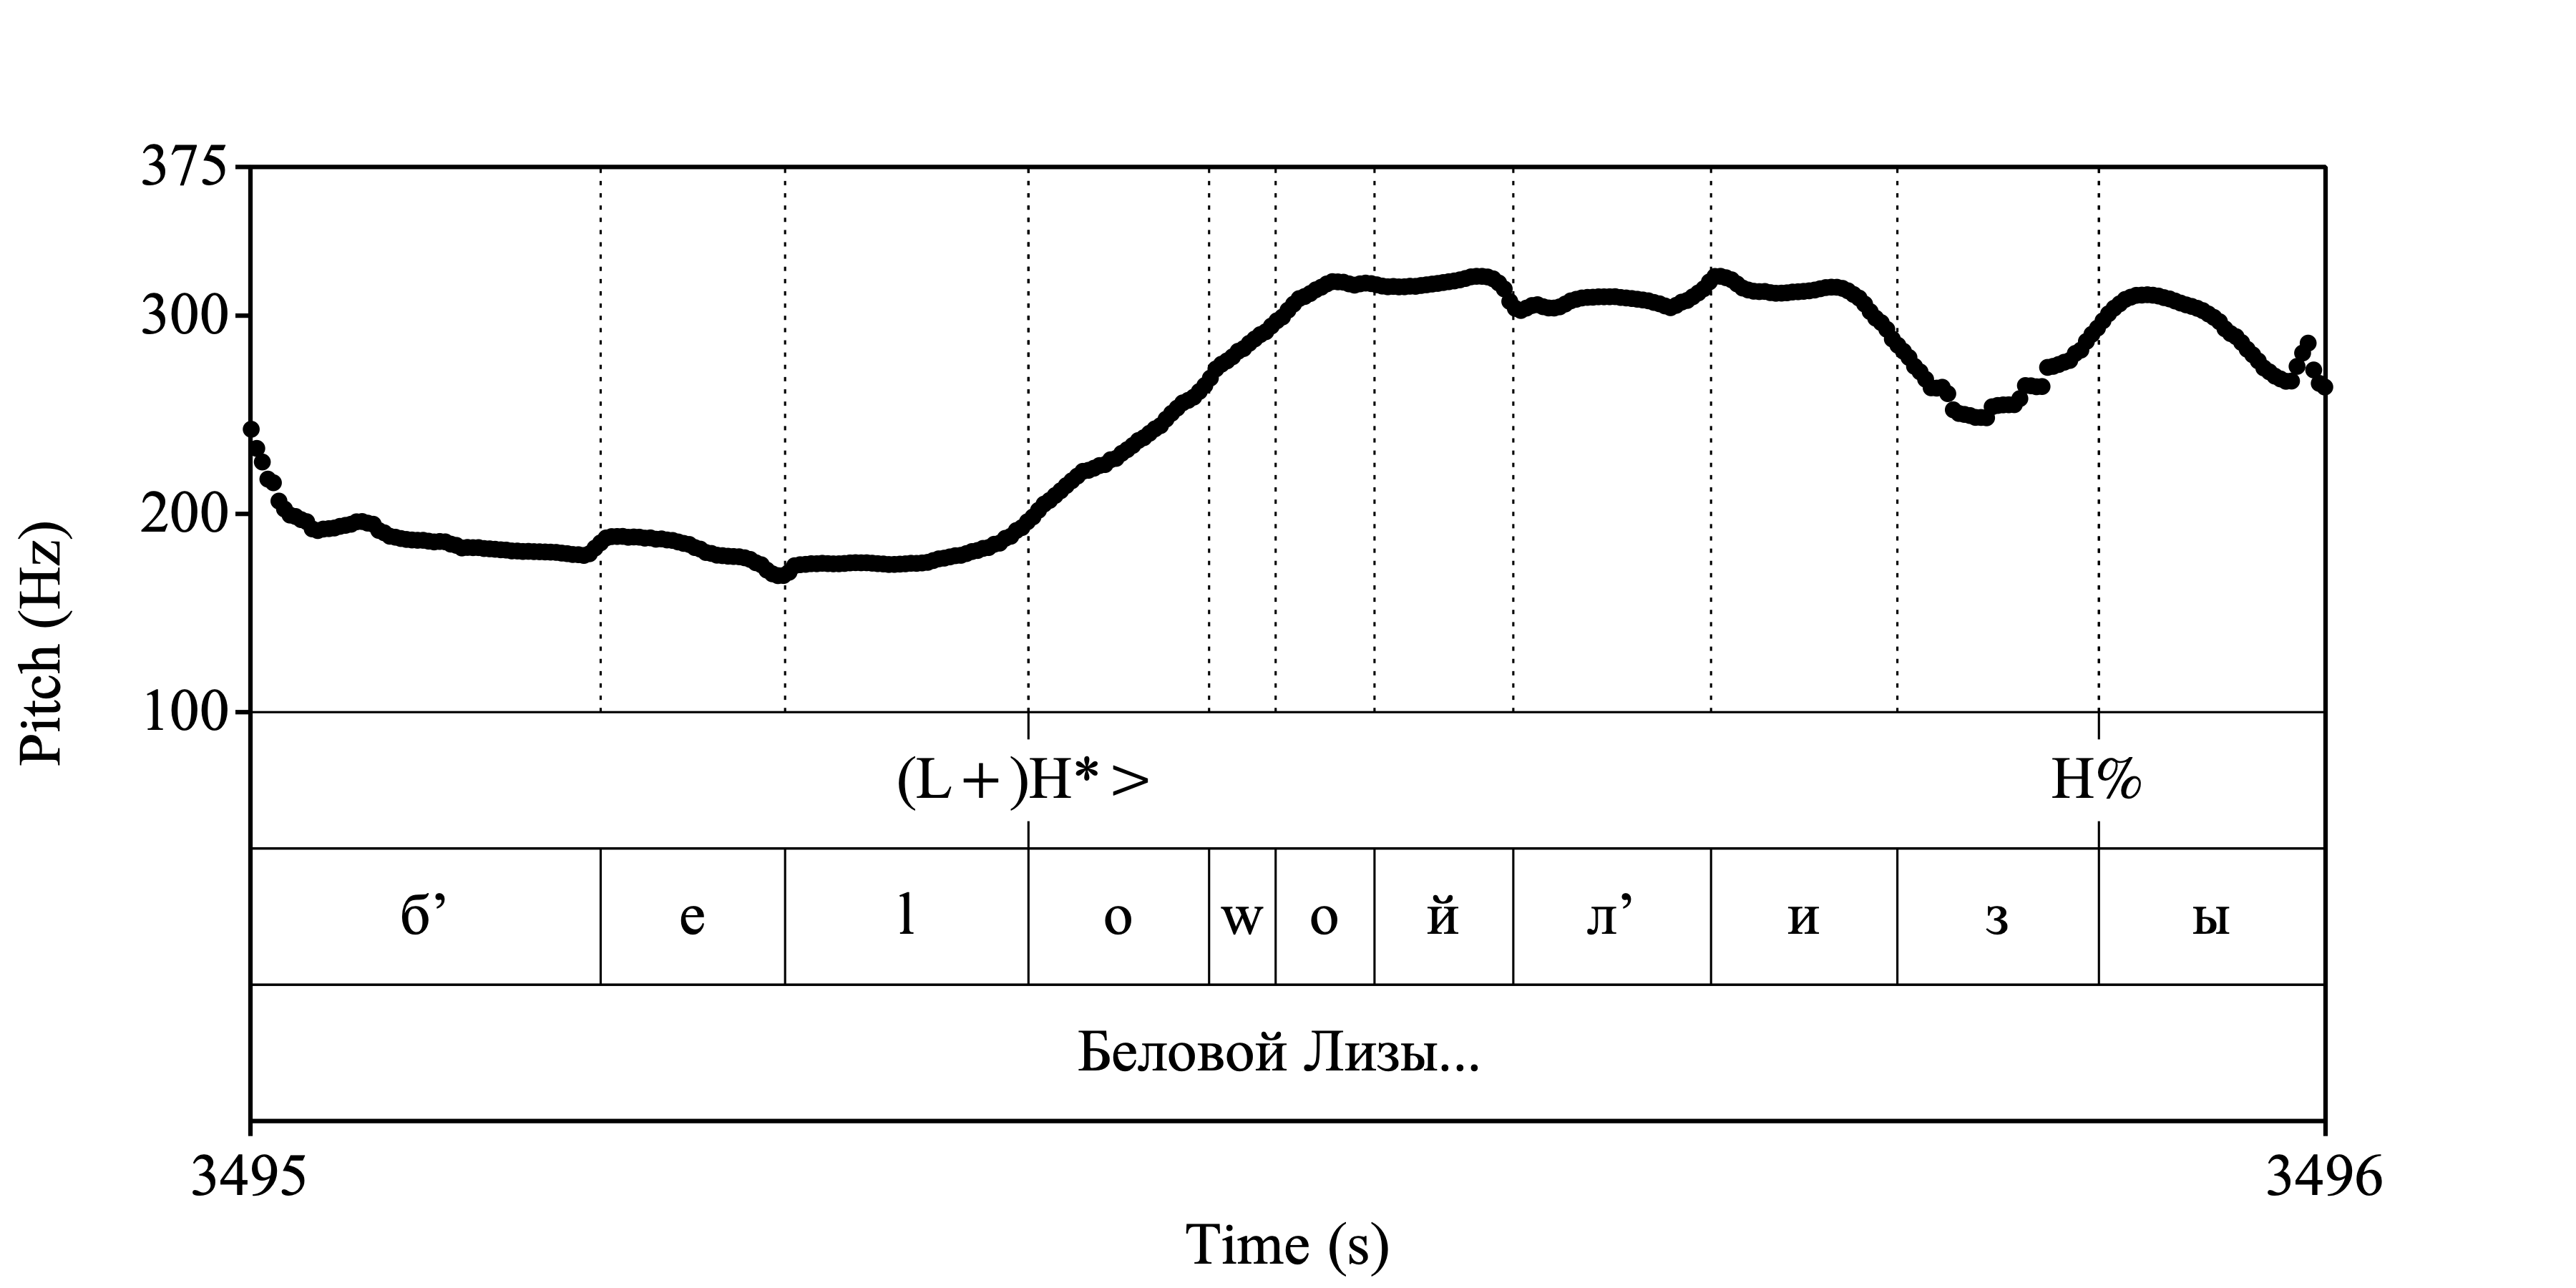 375
300
200
100
Pitch (Hz)
(L+)H*> H%
б’ е l о w о й л’ и з ы
Беловой Лизы...
3495 3496
Time (s)